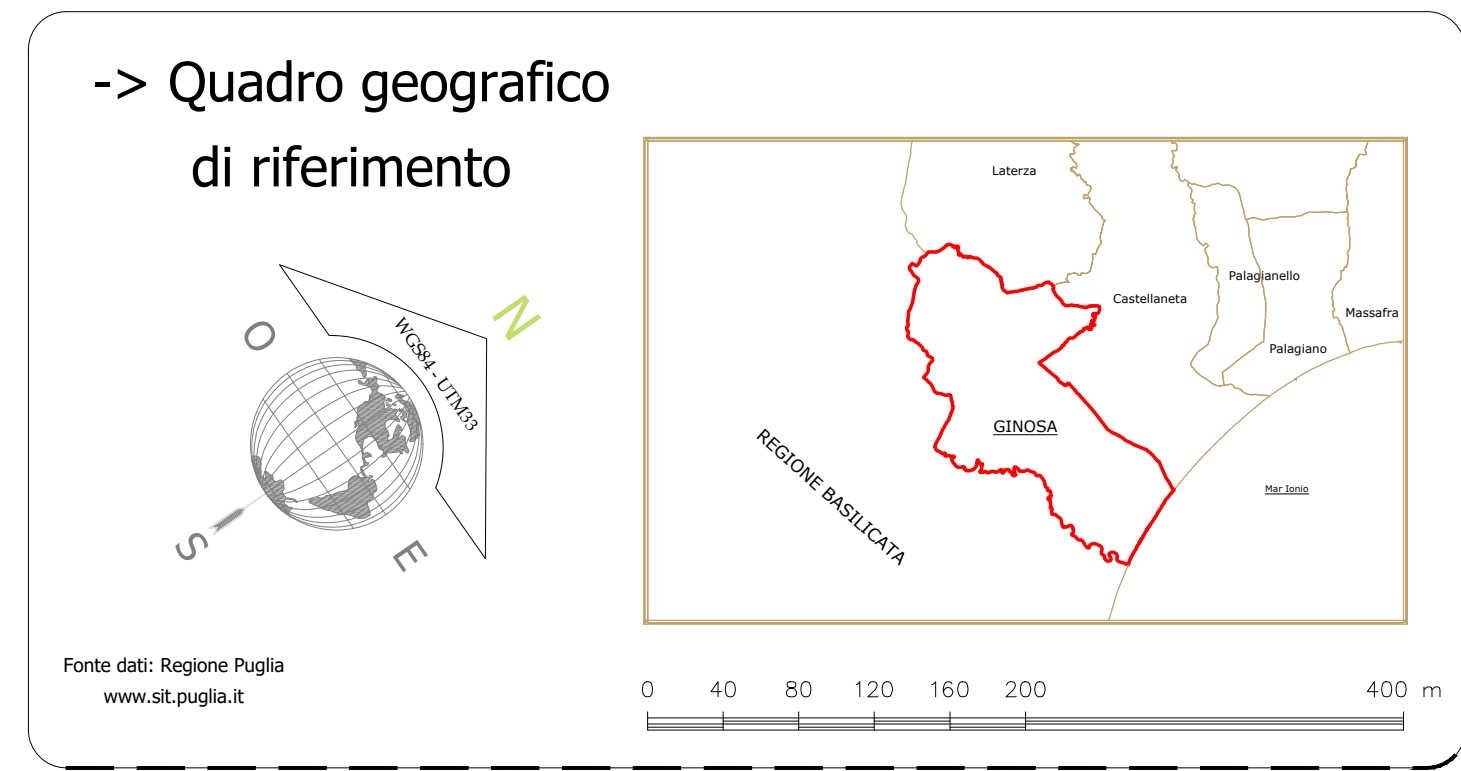 -> Quadro geografico
di riferimento
N
O
WGS84 - UTM33
S
E
Laterza
Palagianello
Castellaneta
Massafra
Palagiano
GINOSA
REGIONE BASILICATA
Mar Ionio
Fonte dati: Regione Puglia
www.sit.puglia.it
0 40 80 120 160 200 400 m